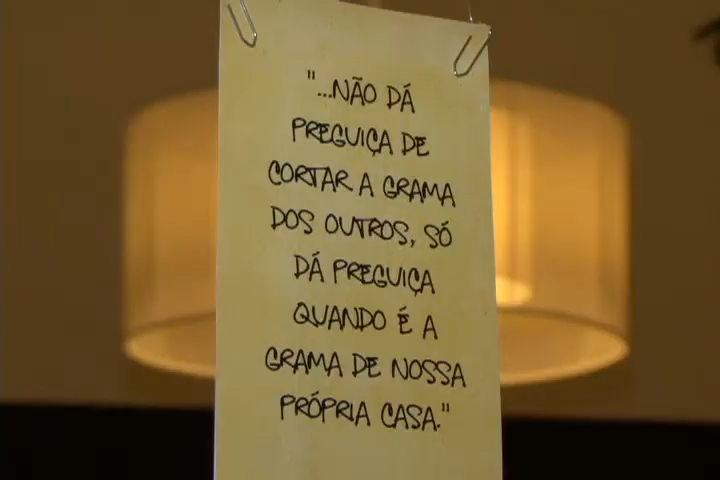 "...NÃO DÁ
PREGUIÇA DE
CORTAR A GRAMA
DOS OUTROS, SÓ
DÁ PREGUIÇA
QUANDO É A
GRAMA DE NOSSA
PRÓPRIA CASA."